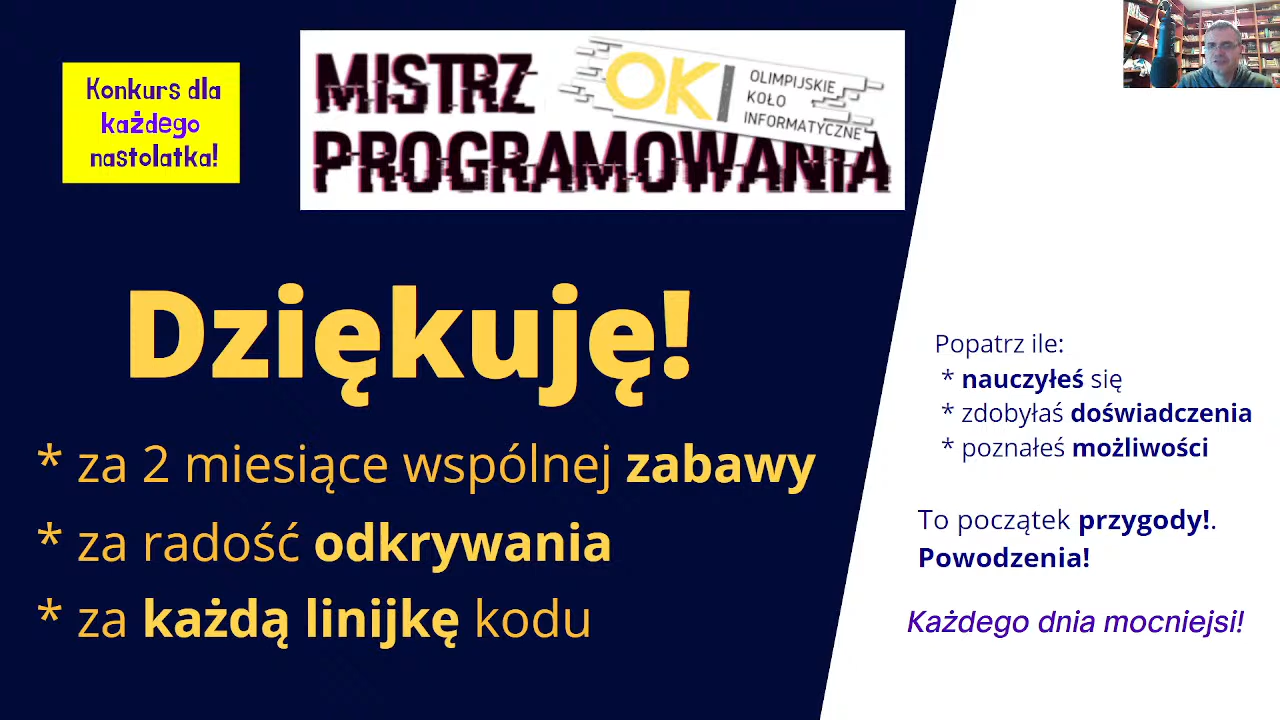 Konkurs dla
każdego
nastolatka!
MISTRZ
PROGRAMOWANIA
OKI
OLIMPIJSKIE
KOŁO
INFORMATYCZNE
Dziękuję!
* za 2 miesiące wspólnej zabawy
* za radość odkrywania
* za każdą linijkę kodu
Popatrz ile:
* nauczyłeś się
* zdobyłaś doświadczenia
* poznałeś możliwości
To początek przygody!.
Powodzenia!
Każdego dnia mocniejsi!